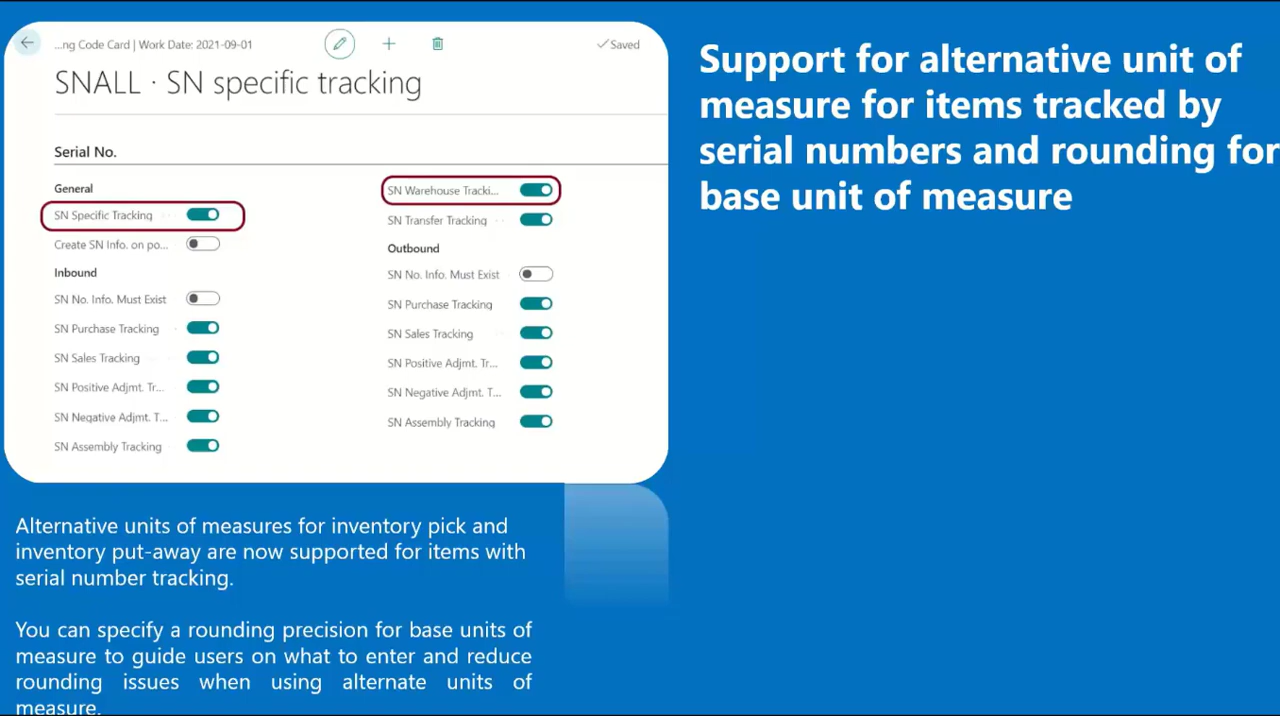 ...ng Code Card | Work Date: 2021-09-01
Saved
SNALL · SN specific tracking
Serial No.
General
SN Specific Tracking
Create SN Info. on po...
Inbound
SN No. Info. Must Exist
SN Purchase Tracking
SN Sales Tracking
SN Positive Adjmt. Tr...
SN Negative Adjmt. T...
SN Assembly Tracking
SN Warehouse Tracki...
SN Transfer Tracking
Outbound
SN No. Info. Must Exist
SN Purchase Tracking
SN Sales Tracking
SN Positive Adjmt. Tr...
SN Negative Adjmt. T...
SN Assembly Tracking
Support for alternative unit of
measure for items tracked by
serial numbers and rounding for
base unit of measure
Alternative units of measures for inventory pick and
inventory put-away are now supported for items with
serial number tracking.
You can specify a rounding precision for base units of
measure to guide users on what to enter and reduce
rounding issues when using alternate units of
measure.